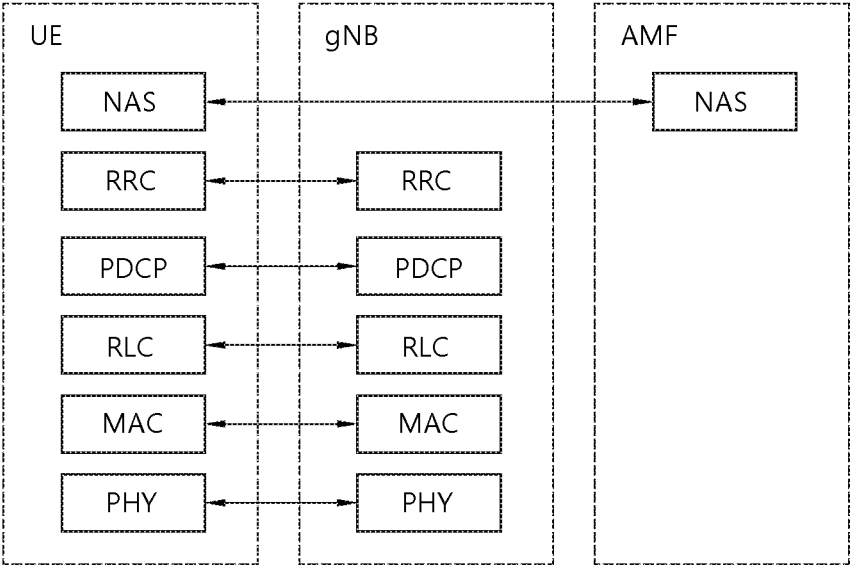 UE gNB AMF
NAS NAS
RRC RRC
PDCP PDCP
RLC RLC
MAC MAC
PHY PHY